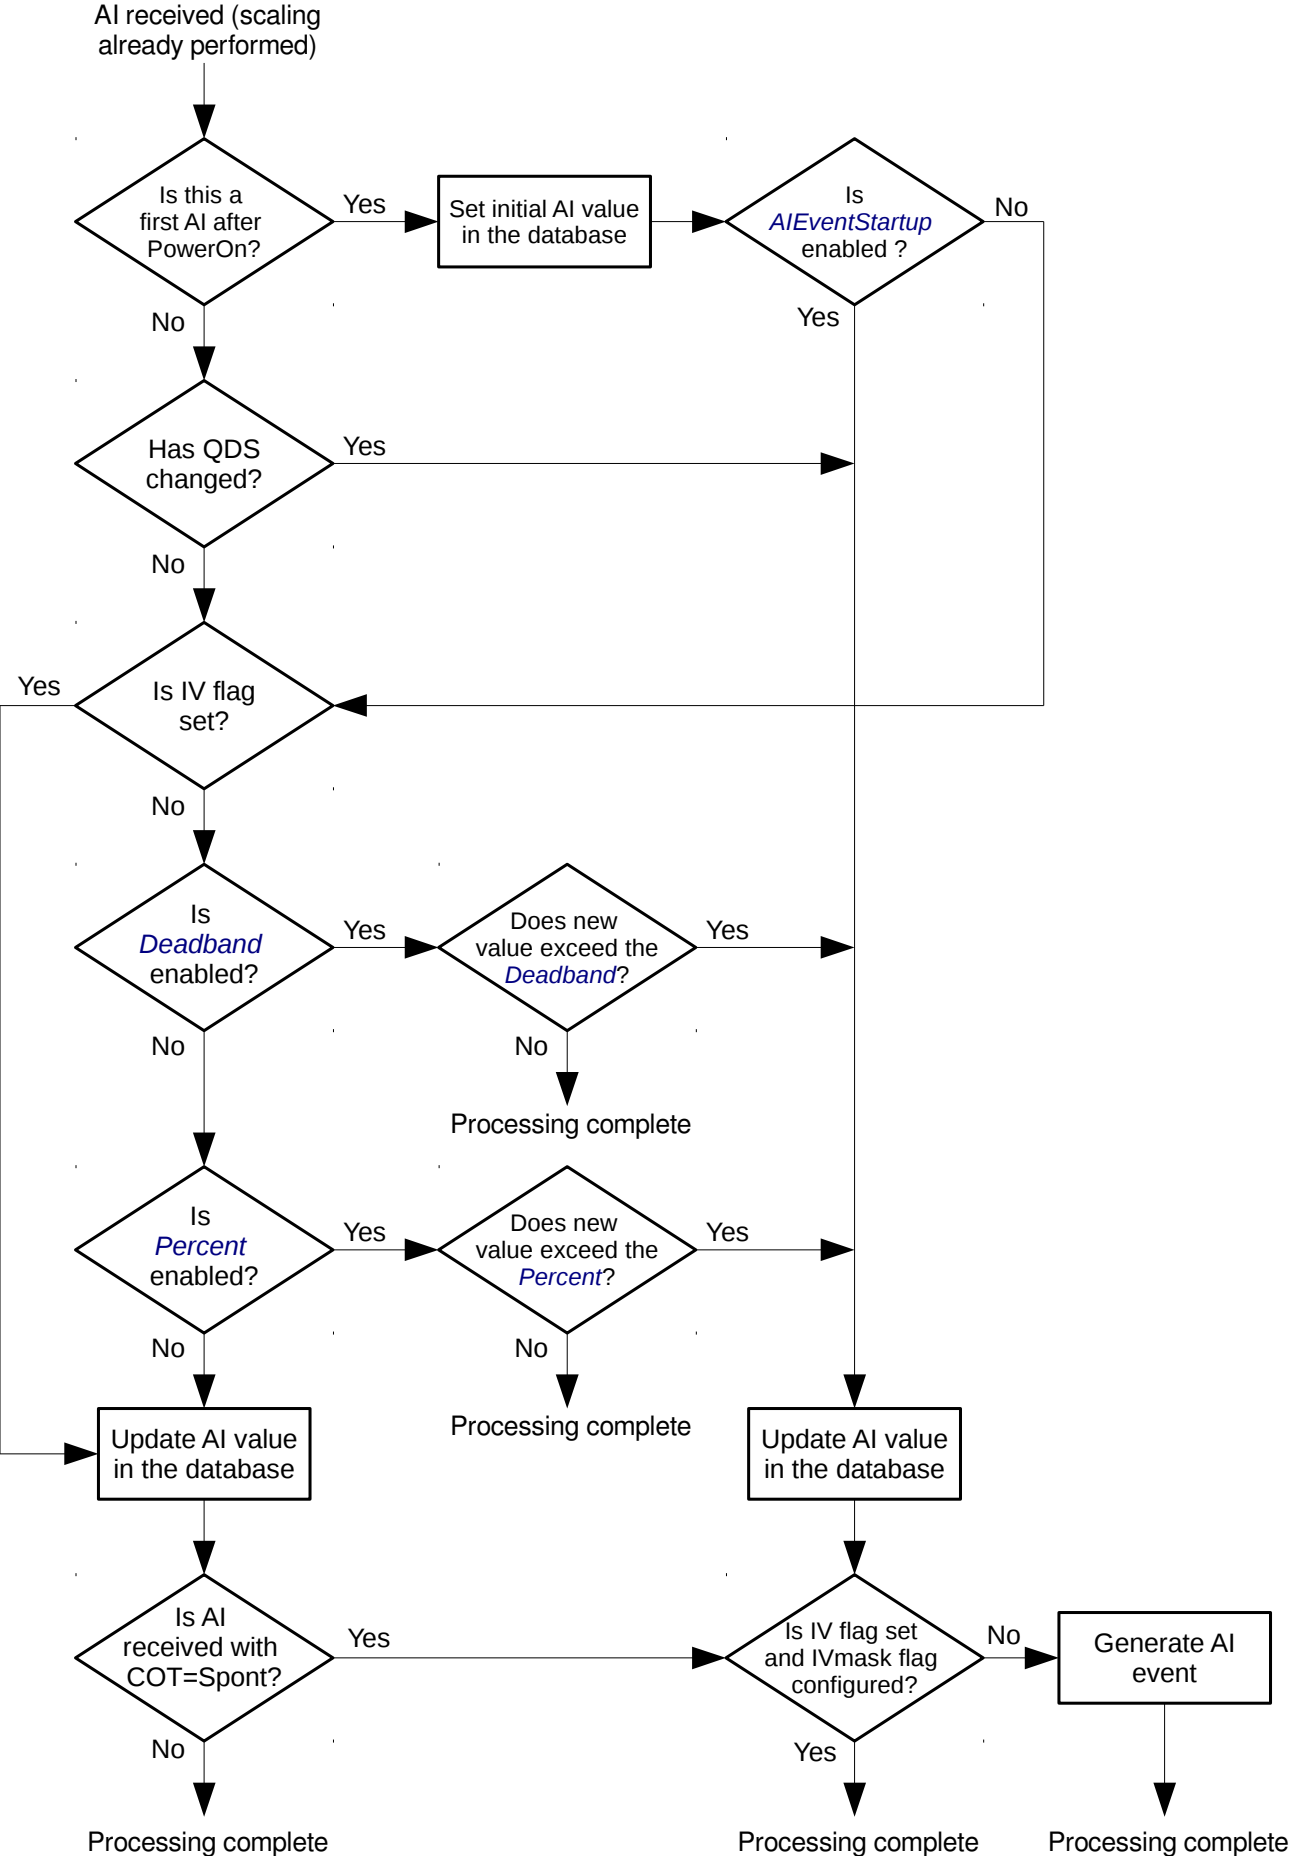 AI received (scaling
already performed)
Is this a
first AI after
PowerOn?
Yes
Set initial AI value
in the database
Is
AIEventStartup
enabled ?
No
No
Yes
Has QDS
changed?
Yes
No
Yes
Is IV flag
set?
No
Is
Deadband
enabled?
Yes
Does new
value exceed the
Deadband?
Yes
No
No
Processing complete
Is
Percent
enabled?
Yes
Does new
value exceed the
Percent?
Yes
No
No
Processing complete
Update AI value
in the database
Update AI value
in the database
Is AI
received with
COT=Spont?
Yes
Is IV flag set
and IVmask flag
configured?
No
Generate AI
event
No
Yes
Processing complete
Processing complete
Processing complete